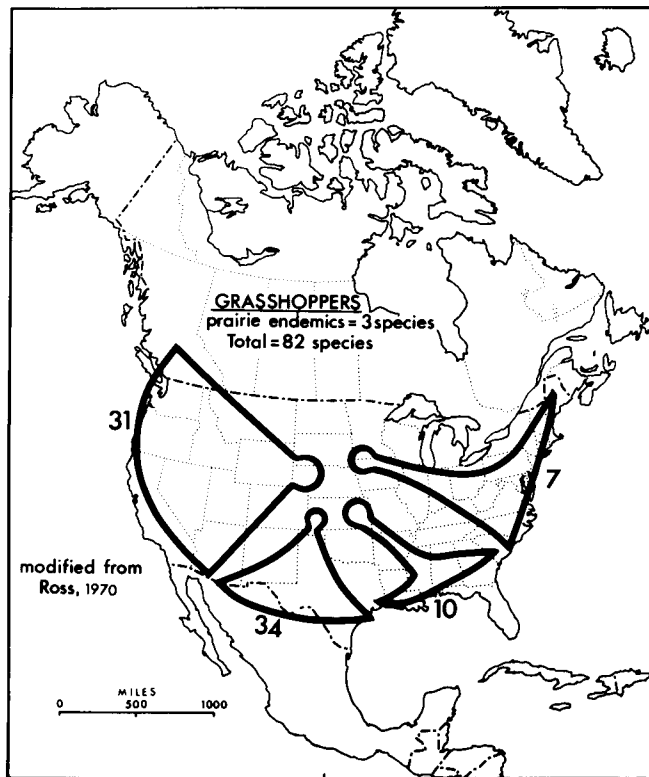 GRASSHOPPERS
prairie endemics = 3 species
Total = 82 species
31
7
modified from
Ross, 1970
10
34
MILES
0 500 1000